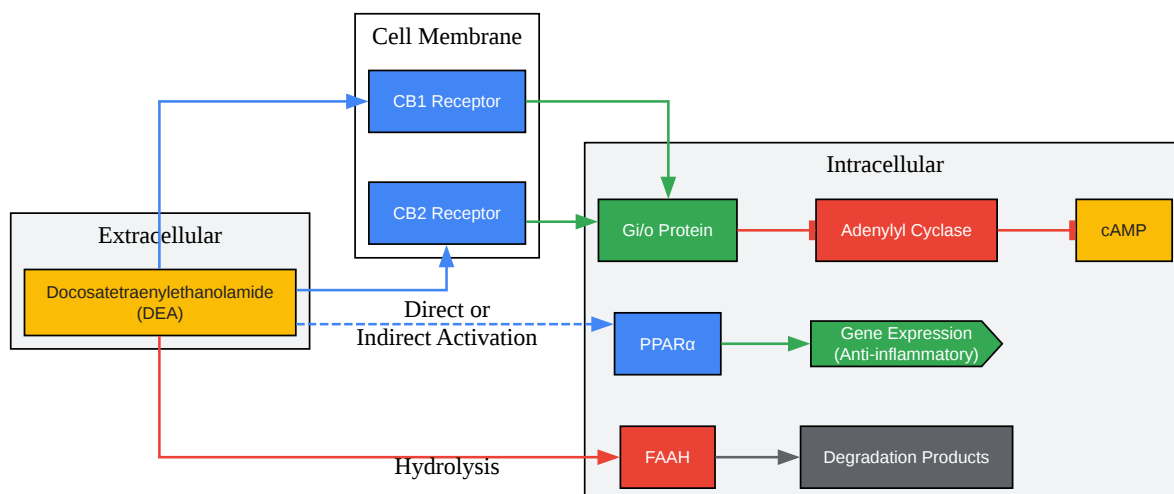 Cell Membrane
CB1 Receptor
CB2 Receptor
Extracellular
Docosatetraenylethanolamide
(DEA)
Direct or
Indirect Activation
Hydrolysis
Intracellular
Gi/o Protein
Adenylyl Cyclase
cAMP
PPARα
Gene Expression
(Anti-inflammatory)
FAAH
Degradation Products